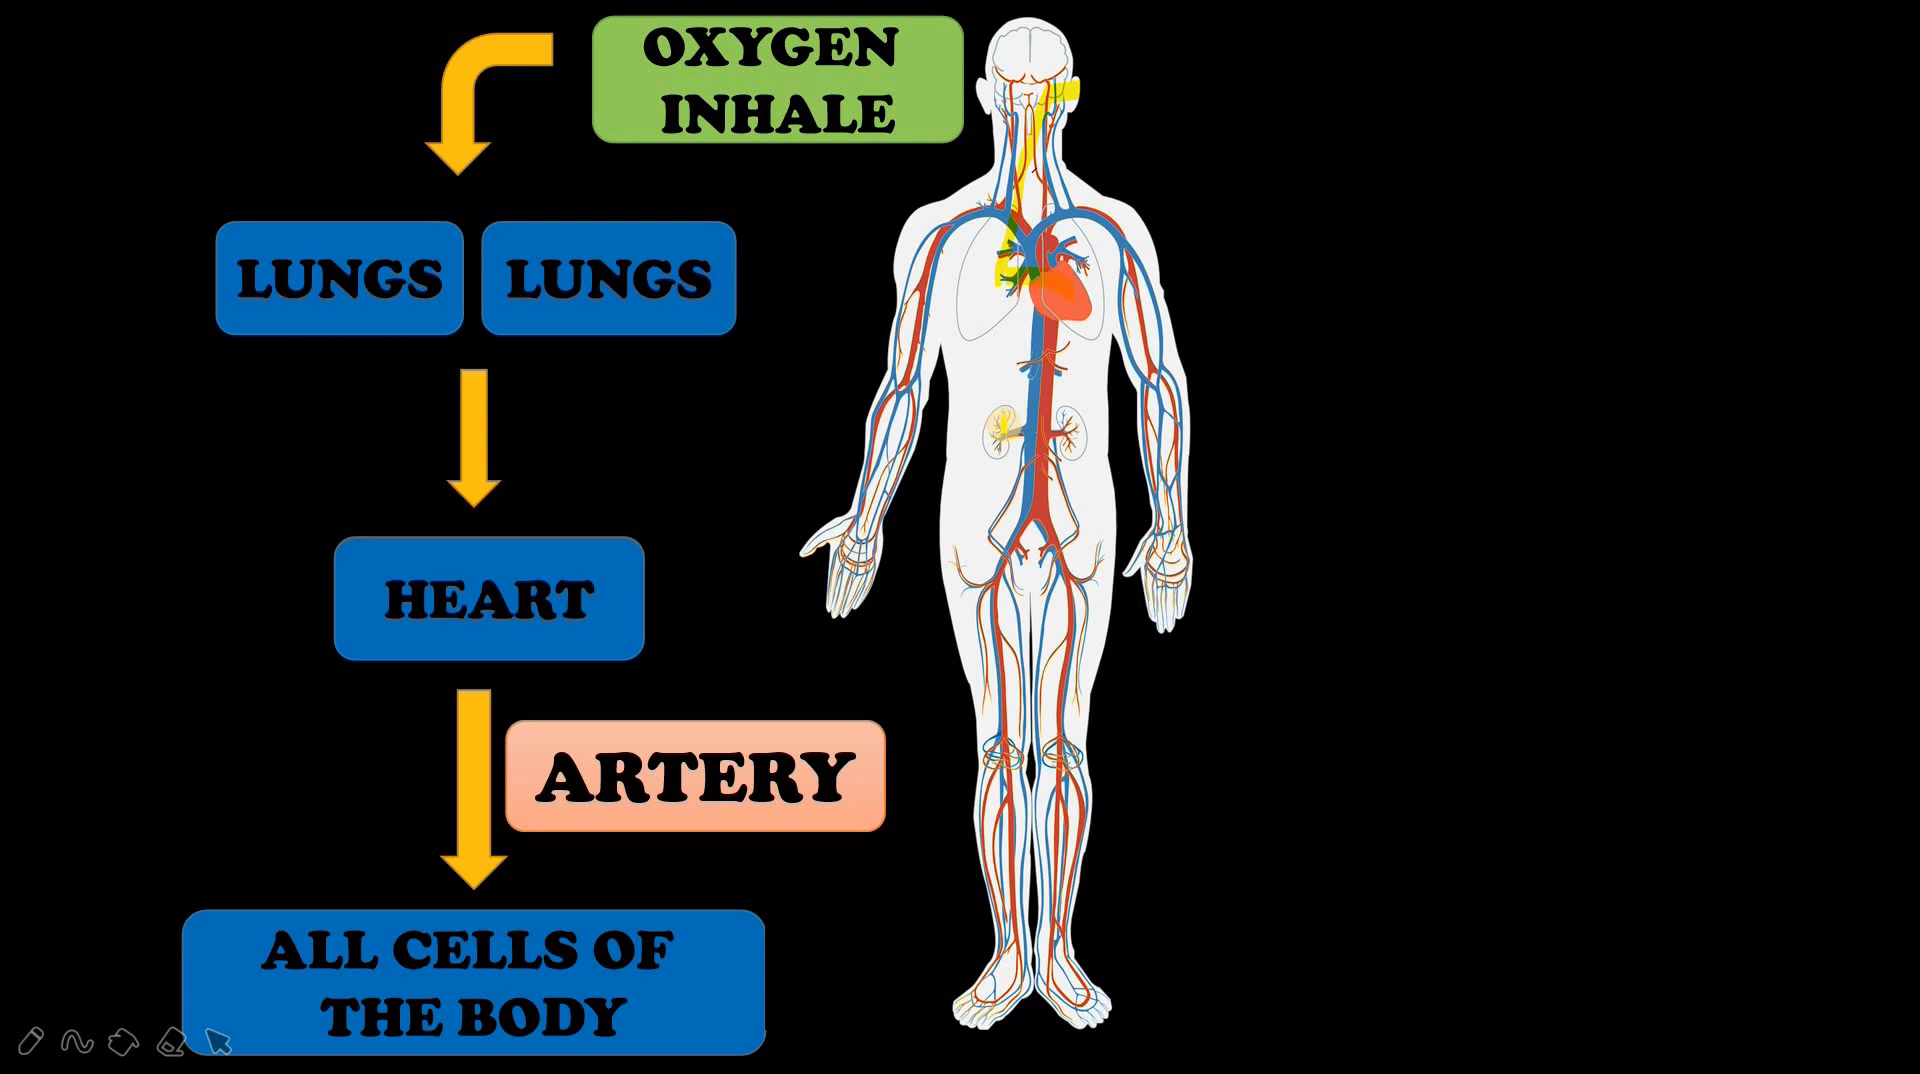 OXYGEN
INHALE
LUNGS
LUNGS
HEART
ARTERY
ALL CELLS OF
THE BODY